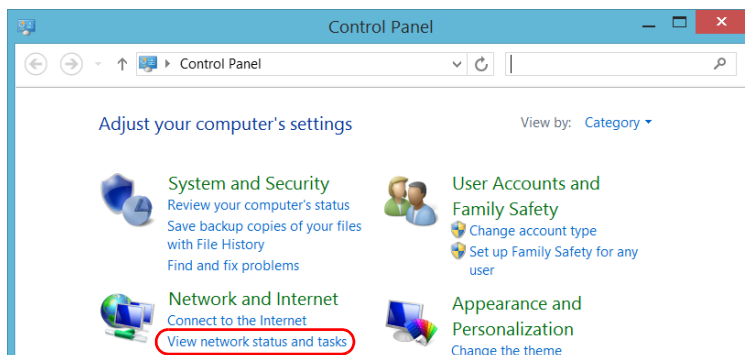 Control Panel
Control Panel
Adjust your computer's settings
View by: Category
System and Security
Review your computer's status
Save backup copies of your files
with File History
Find and fix problems
Network and Internet
Connect to the Internet
View network status and tasks
User Accounts and
Family Safety
Change account type
Set up Family Safety for any
user
Appearance and
Personalization
Change the theme